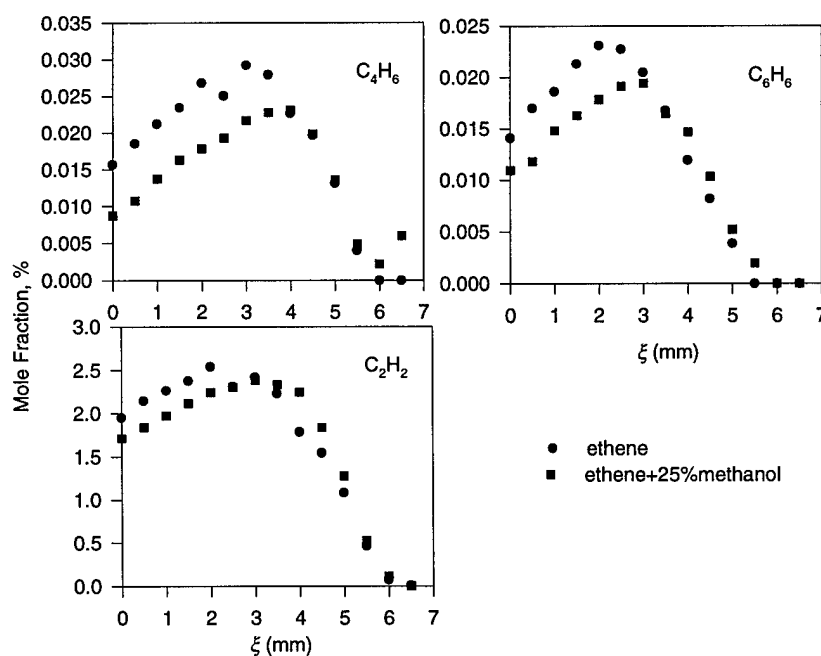 Mole Fraction, %
0.035
0.030
0.025
0.020
0.015
0.010
0.005
0.000
C₄H₆
0 1 2 3 4 5 6 7
0.025
0.020
0.015
0.010
0.005
0.000
C₆H₆
0 1 2 3 4 5 6 7
ξ (mm)
3.0
2.5
2.0
1.5
1.0
0.5
0.0
C₂H₂
0 1 2 3 4 5 6 7
ξ (mm)
ethene
ethene+25%methanol